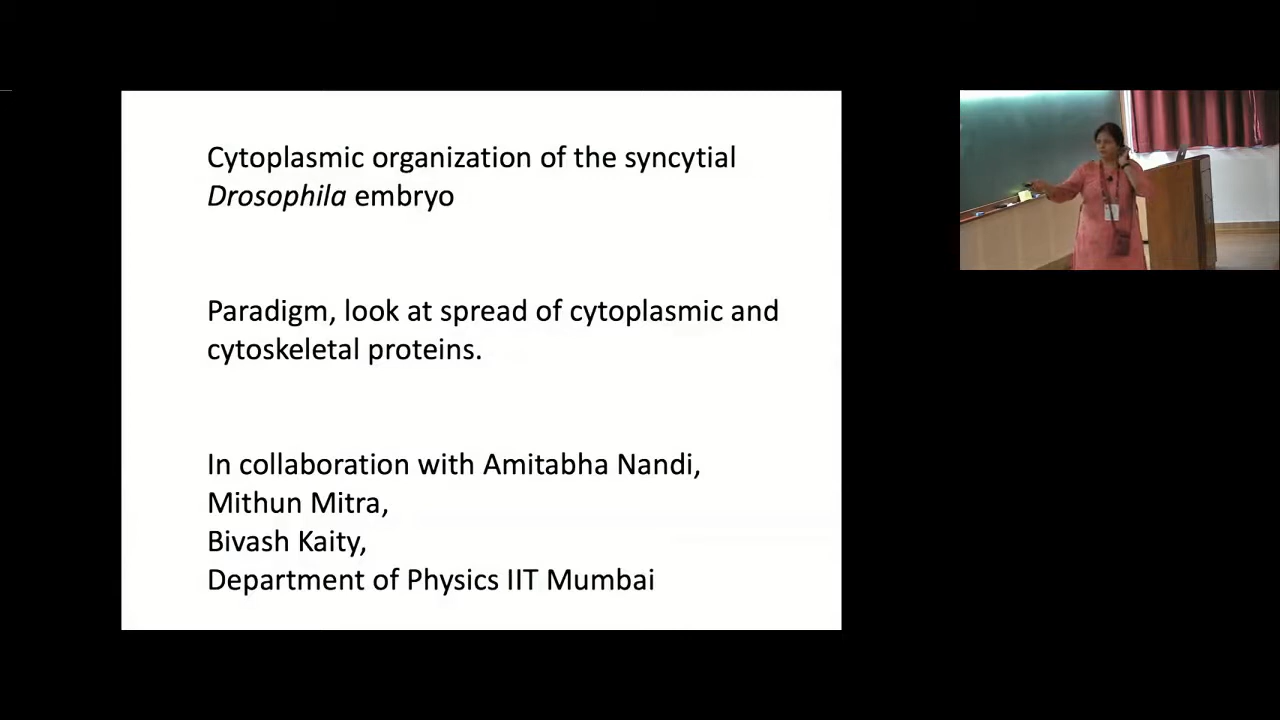 Cytoplasmic organization of the syncytial
Drosophila embryo
Paradigm, look at spread of cytoplasmic and
cytoskeletal proteins.
In collaboration with Amitabha Nandi,
Mithun Mitra,
Bivash Kaity,
Department of Physics IIT Mumbai